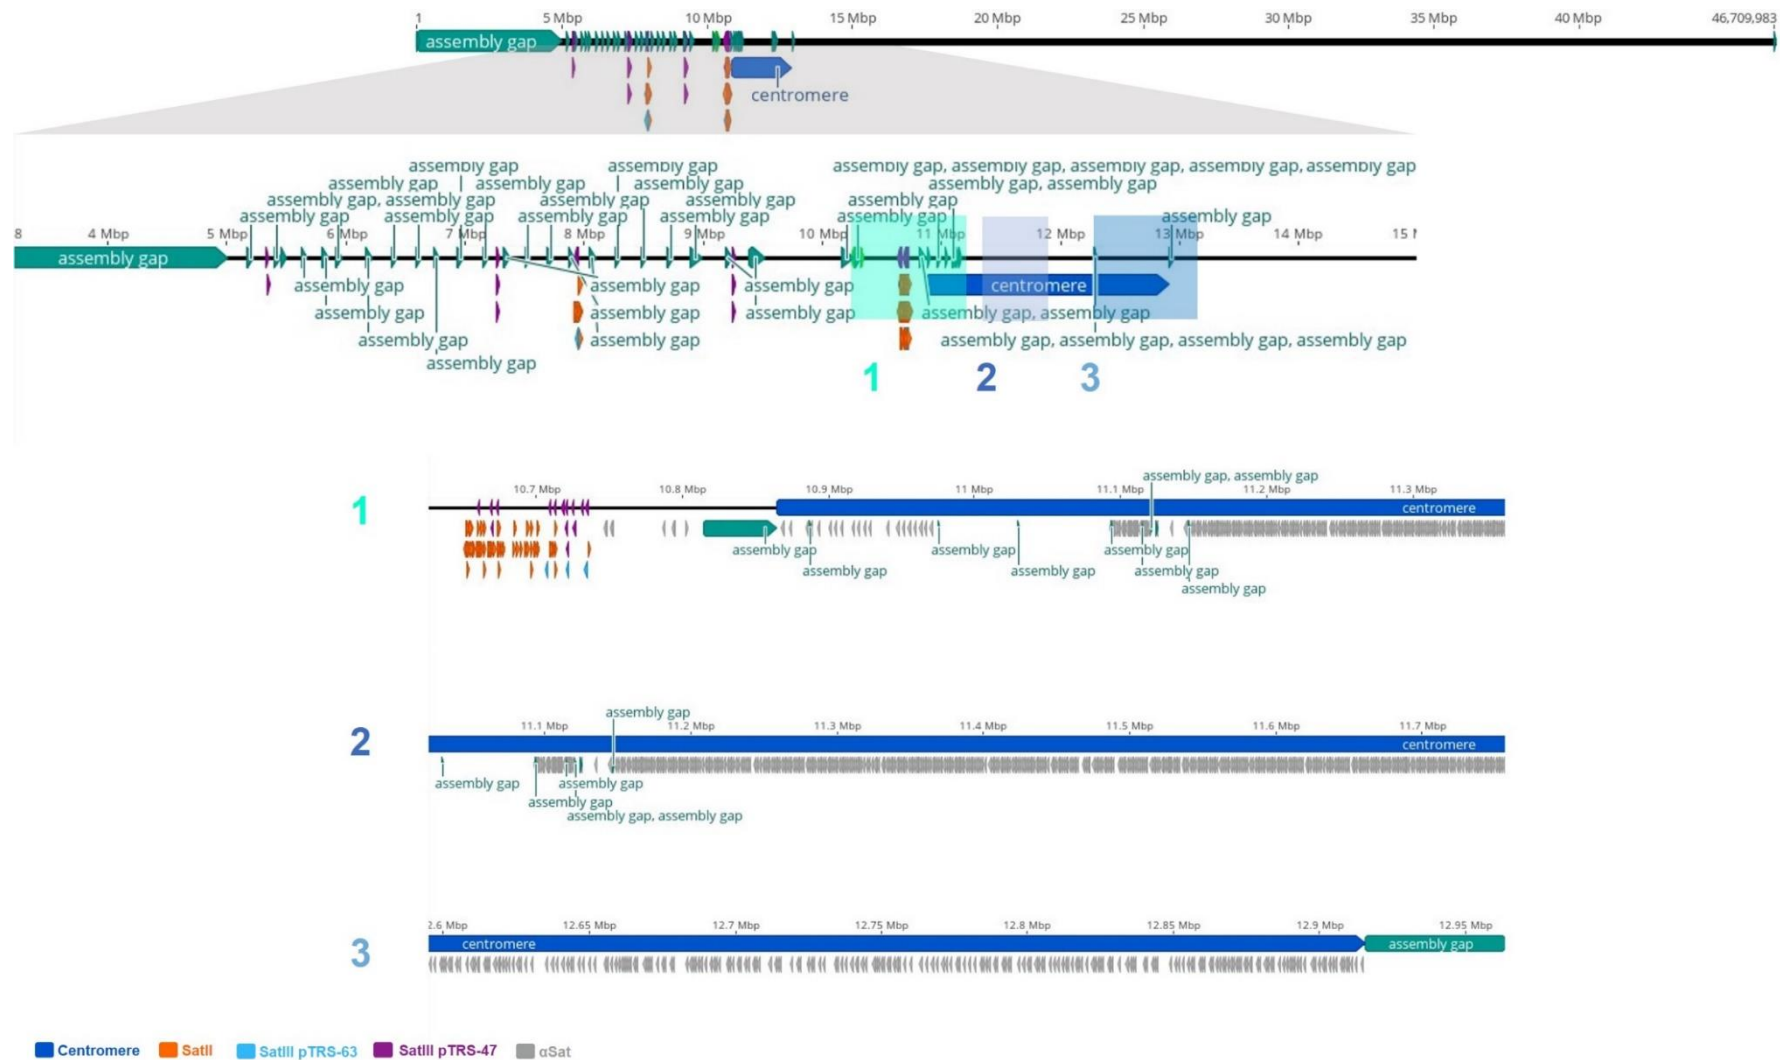 1 5 Mbp 10 Mbp 15 Mbp 20 Mbp 25 Mbp 30 Mbp 35 Mbp 40 Mbp 46,709,983
assembly gap
centromere
assembly gap assembly gap assembly gap, assembly gap, assembly gap, assembly gap, assembly gap
assembly gap assembly gap assembly gap assembly gap, assembly gap
assembly gap, assembly gap assembly gap assembly gap assembly gap
assembly gap assembly gap assembly gap assembly gap assembly gap assembly gap
8 4 Mbp 5 Mbp 6 Mbp 7 Mbp 8 Mbp 9 Mbp 10 Mbp 11 Mbp 12 Mbp 13 Mbp 14 Mbp 15
assembly gap
assembly gap assembly gap assembly gap centromere
assembly gap assembly gap assembly gap assembly gap, assembly gap
assembly gap assembly gap assembly gap, assembly gap, assembly gap, assembly gap
assembly gap
1 2 3
assembly gap, assembly gap
10.7 Mbp 10.8 Mbp 10.9 Mbp 11 Mbp 11.1 Mbp 11.2 Mbp 11.3 Mbp
1 centromere
assembly gap assembly gap assembly gap
assembly gap assembly gap assembly gap
assembly gap
assembly gap
11.1 Mbp 11.2 Mbp 11.3 Mbp 11.4 Mbp 11.5 Mbp 11.6 Mbp 11.7 Mbp
2 centromere
assembly gap assembly gap
assembly gap
assembly gap, assembly gap
2.6 Mbp 12.65 Mbp 12.7 Mbp 12.75 Mbp 12.8 Mbp 12.85 Mbp 12.9 Mbp 12.95 Mbp
3 centromere assembly gap
Centromere SatII SatIII pTRS-63 SatIII pTRS-47 αSat